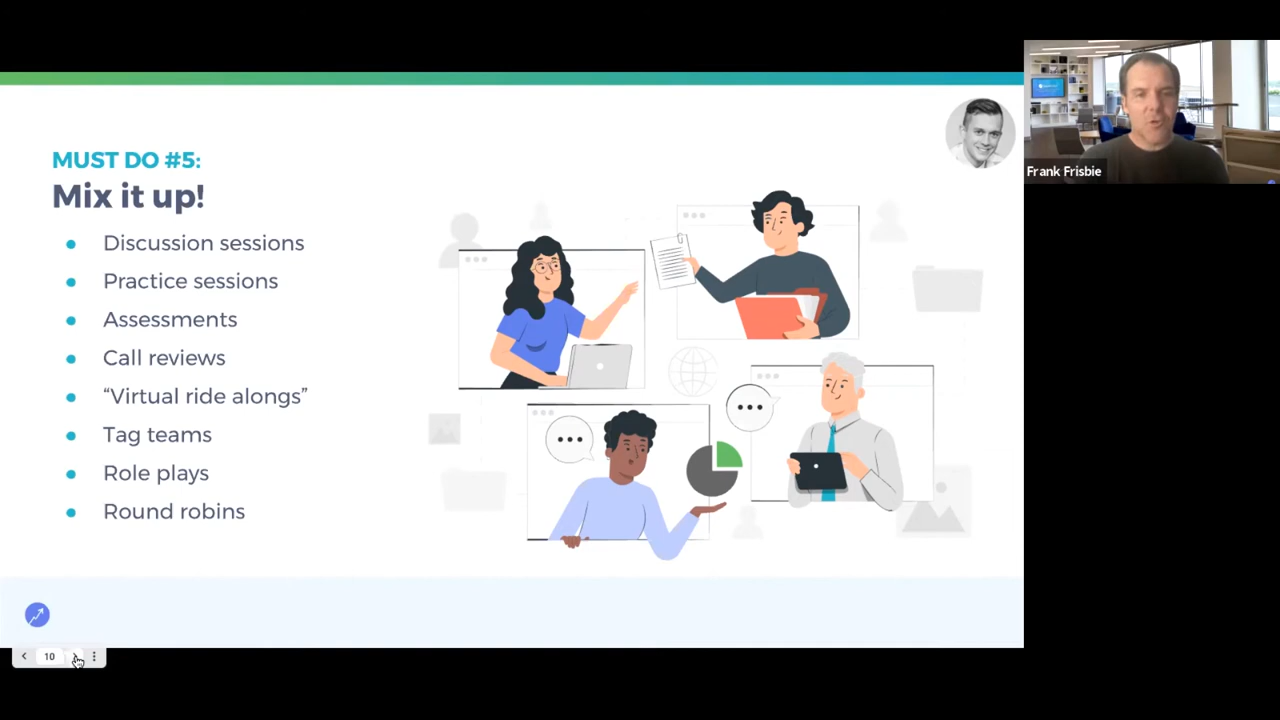 MUST DO #5:
Mix it up!
Discussion sessions
Practice sessions
Assessments
Call reviews
“Virtual ride alongs”
Tag teams
Role plays
Round robins
10
Frank Frisbie